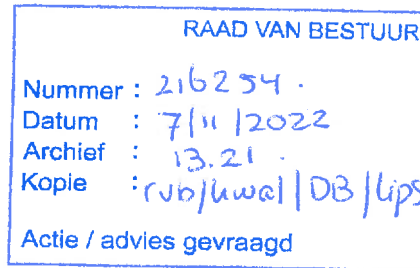 RAAD VAN BESTUUR
Nummer : 216254.
Datum : 7/11/2022
Archief : 13.21.
Kopie : rvb/kwal/DB/lips
Actie / advies gevraagd